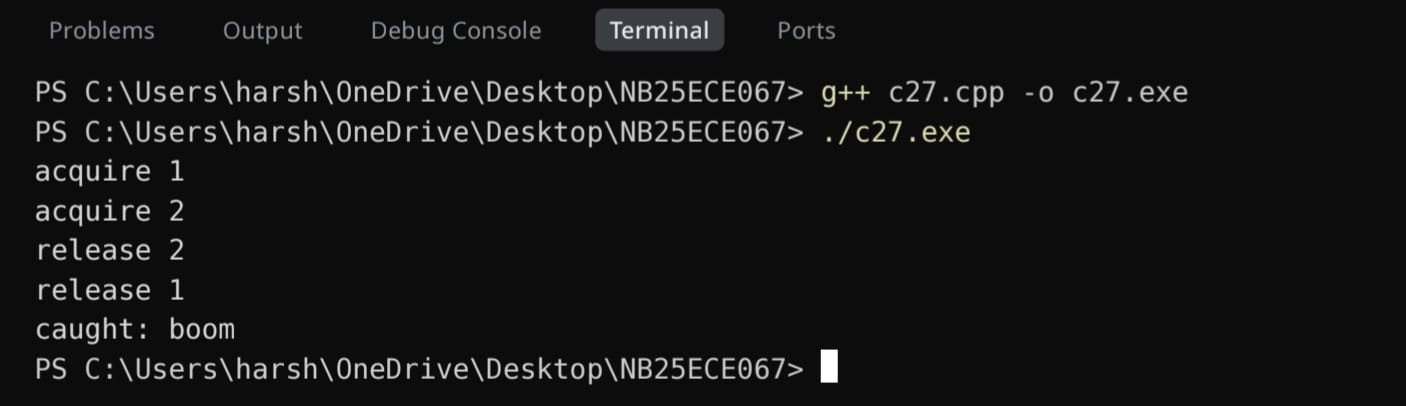 Problems Output Debug Console Terminal Ports
PS C:\Users\harsh\OneDrive\Desktop\NB25ECE067> g++ c27.cpp -o c27.exe
PS C:\Users\harsh\OneDrive\Desktop\NB25ECE067> ./c27.exe
acquire 1
acquire 2
release 2
release 1
caught: boom
PS C:\Users\harsh\OneDrive\Desktop\NB25ECE067>